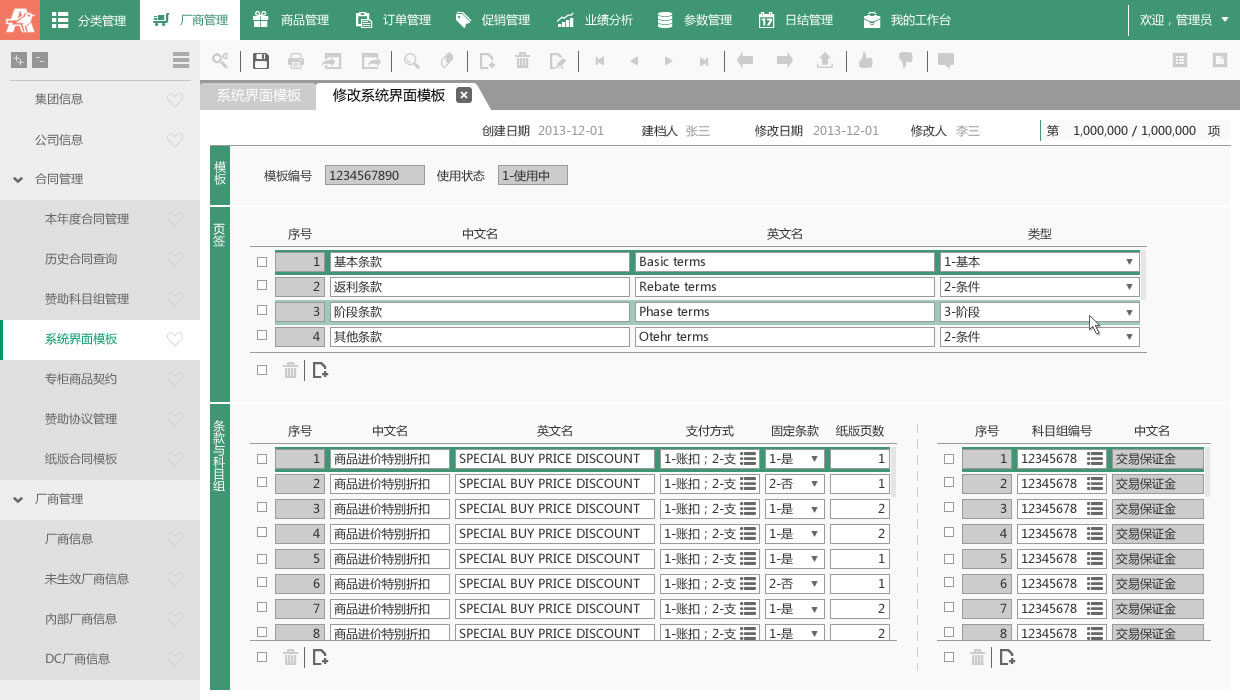 分类管理 厂商管理 商品管理 订单管理 促销管理 业绩分析 参数管理 日结管理 我的工作台 欢迎，管理员
集团信息
公司信息
合同管理
本年度合同管理
历史合同查询
赞助科目组管理
系统界面模板
专柜商品契约
赞助协议管理
纸版合同模板
厂商管理
厂商信息
未生效厂商信息
内部厂商信息
DC厂商信息
系统界面模板 修改系统界面模板
创建日期 2013-12-01 建档人 张三 修改日期 2013-12-01 修改人 李三 第 1,000,000 / 1,000,000 项
模板
模板编号 1234567890 使用状态 1-使用中
页签
序号 中文名 英文名 类型
1 基本条款 Basic terms 1-基本
2 返利条款 Rebate terms 2-条件
3 阶段条款 Phase terms 3-阶段
4 其他条款 Otehr terms 2-条件
条款与科目组
序号 中文名 英文名 支付方式 固定条款 纸版页数
1 商品进价特别折扣 SPECIAL BUY PRICE DISCOUNT 1-账扣；2-支 1-是 1
2 商品进价特别折扣 SPECIAL BUY PRICE DISCOUNT 1-账扣；2-支 2-否 1
3 商品进价特别折扣 SPECIAL BUY PRICE DISCOUNT 1-账扣；2-支 1-是 2
4 商品进价特别折扣 SPECIAL BUY PRICE DISCOUNT 1-账扣；2-支 1-是 2
5 商品进价特别折扣 SPECIAL BUY PRICE DISCOUNT 1-账扣；2-支 1-是 1
6 商品进价特别折扣 SPECIAL BUY PRICE DISCOUNT 1-账扣；2-支 2-否 1
7 商品进价特别折扣 SPECIAL BUY PRICE DISCOUNT 1-账扣；2-支 1-是 2
8 商品进价特别折扣 SPECIAL BUY PRICE DISCOUNT 1-账扣；2-支 1-是 2
序号 科目组编号 中文名
1 12345678 交易保证金
2 12345678 交易保证金
3 12345678 交易保证金
4 12345678 交易保证金
5 12345678 交易保证金
6 12345678 交易保证金
7 12345678 交易保证金
8 12345678 交易保证金